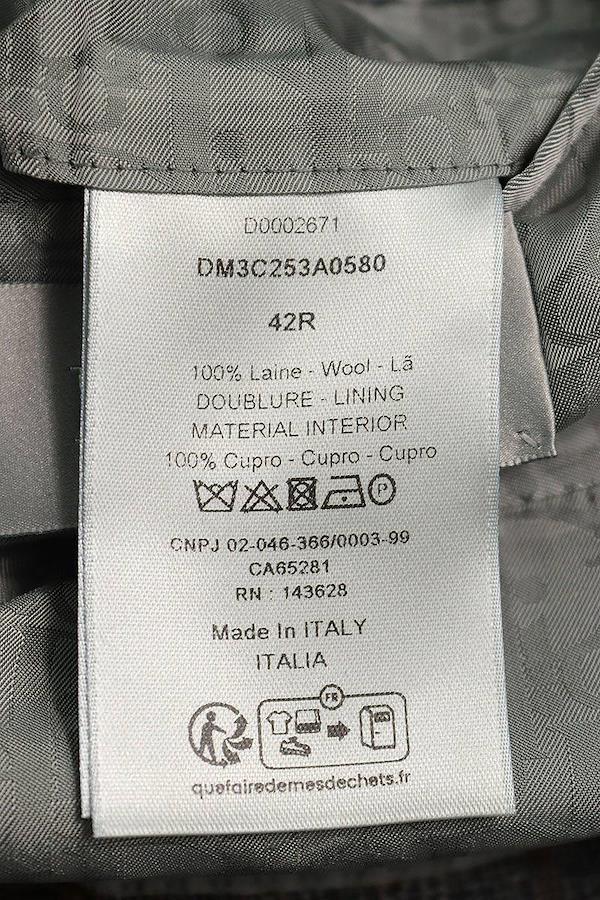 D0002671
DM3C253A0580
42R
100% Laine - Wool - Lã
DOUBLURE - LINING
MATERIAL INTERIOR
100% Cupro - Cupro - Cupro
P
CNPJ 02-046-366/0003-99
CA65281
RN : 143628
Made In ITALY
ITALIA
FR
quefairedemesdechets.fr